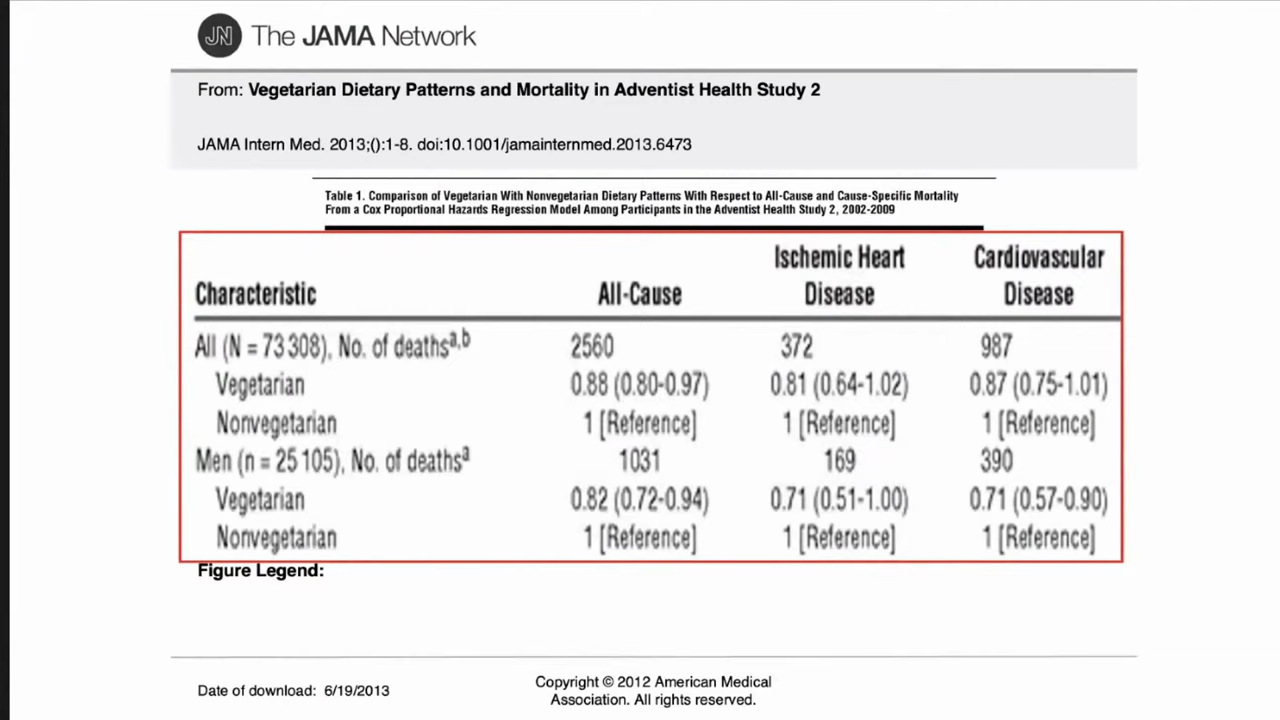 JN The JAMA Network
From: Vegetarian Dietary Patterns and Mortality in Adventist Health Study 2
JAMA Intern Med. 2013;():1-8. doi:10.1001/jamainternmed.2013.6473
Table 1. Comparison of Vegetarian With Nonvegetarian Dietary Patterns With Respect to All-Cause and Cause-Specific Mortality
From a Cox Proportional Hazards Regression Model Among Participants in the Adventist Health Study 2, 2002-2009
Ischemic Heart Cardiovascular
Characteristic All-Cause Disease Disease
All (N = 73 308), No. of deathsa,b 2560 372 987
Vegetarian 0.88 (0.80-0.97) 0.81 (0.64-1.02) 0.87 (0.75-1.01)
Nonvegetarian 1 [Reference] 1 [Reference] 1 [Reference]
Men (n = 25 105), No. of deathsa 1031 169 390
Vegetarian 0.82 (0.72-0.94) 0.71 (0.51-1.00) 0.71 (0.57-0.90)
Nonvegetarian 1 [Reference] 1 [Reference] 1 [Reference]
Figure Legend:
Date of download: 6/19/2013
Copyright © 2012 American Medical
Association. All rights reserved.